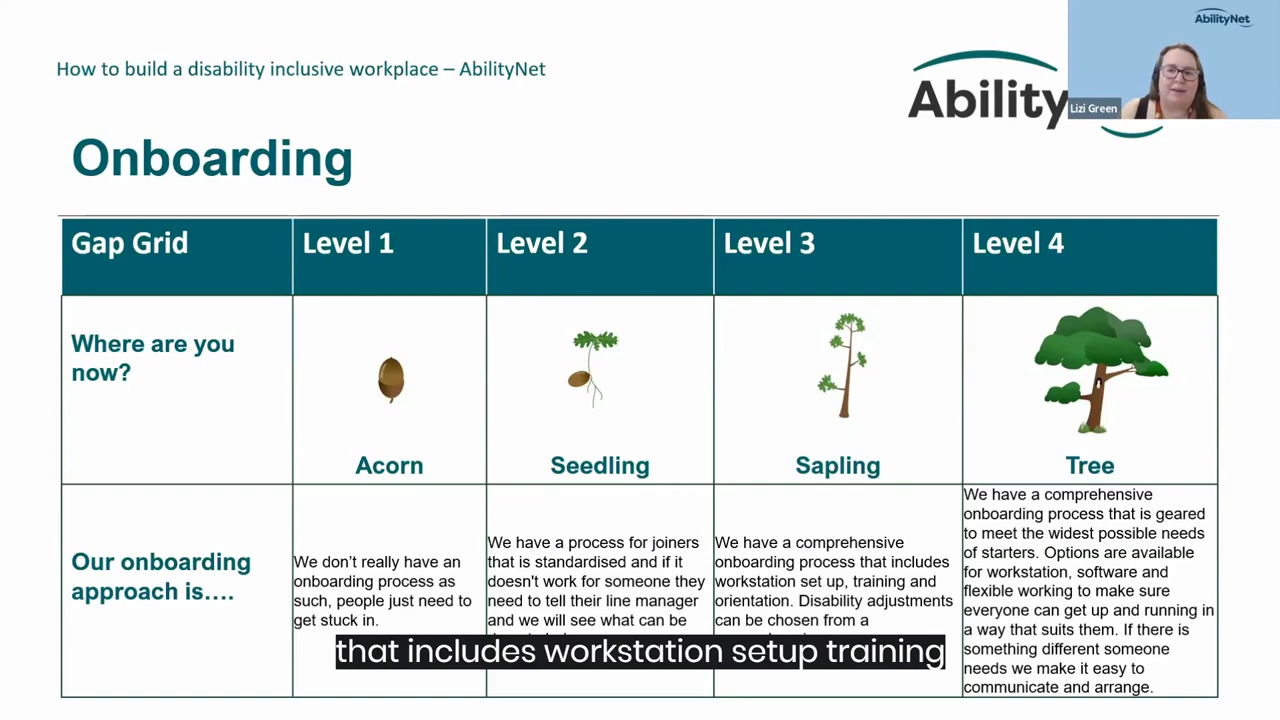 AbilityNet
How to build a disability inclusive workplace – AbilityNet
Ability
Lizi Green
Onboarding
Gap Grid
Level 1
Level 2
Level 3
Level 4
Where are you
now?
Acorn
Seedling
Sapling
Tree
Our onboarding
approach is....
We don’t really have an
onboarding process as
such, people just need to
get stuck in.
We have a process for joiners
that is standardised and if it
doesn't work for someone they
need to tell their line manager
and we will see what can be
We have a comprehensive
onboarding process that includes
workstation set up, training and
orientation. Disability adjustments
can be chosen from a
We have a comprehensive
onboarding process that is geared
to meet the widest possible needs
of starters. Options are available
for workstation, software and
flexible working to make sure
everyone can get up and running in
a way that suits them. If there is
something different someone
needs we make it easy to
communicate and arrange.
that includes workstation setup training